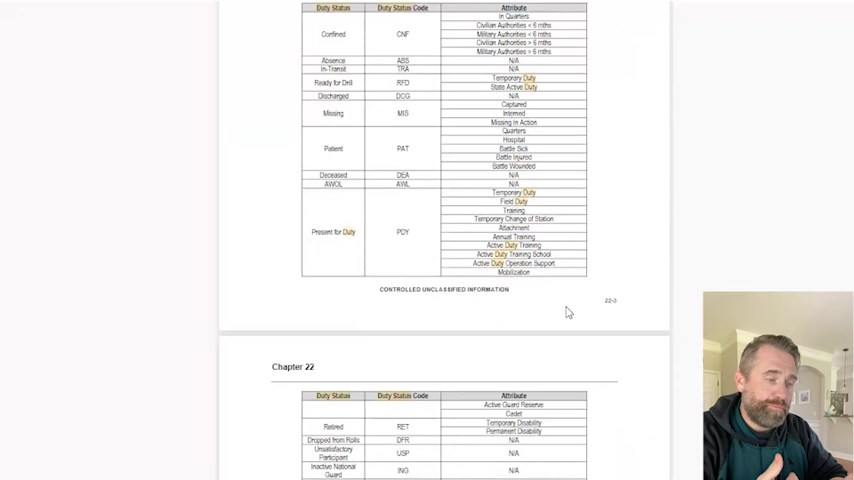 Duty Status Duty Status Code Attribute
In Quarters
Civilian Authorities < 6 mths
Confined CNF Military Authorities < 6 mths
Civilian Authorities > 6 mths
Military Authorities > 6 mths
Absence ABS N/A
In-Transit TRA N/A
Ready for Drill RFD Temporary Duty
State Active Duty
Discharged DCG N/A
Captured
Missing MIS Interned
Missing In Action
Quarters
Hospital
Patient PAT Battle Sick
Battle Injured
Battle Wounded
Deceased DEA N/A
AWOL AWL N/A
Temporary Duty
Field Duty
Training
Temporary Change of Station
Present for Duty PDY Attachment
Annual Training
Active Duty Training
Active Duty Training School
Active Duty Operation Support
Mobilization
CONTROLLED UNCLASSIFIED INFORMATION
22-3
Chapter 22
Duty Status Duty Status Code Attribute
Active Guard Reserve
Cadet
Retired RET Temporary Disability
Permanent Disability
Dropped from Rolls DFR N/A
Unsatisfactory
Participant USP N/A
Inactive National
Guard ING N/A